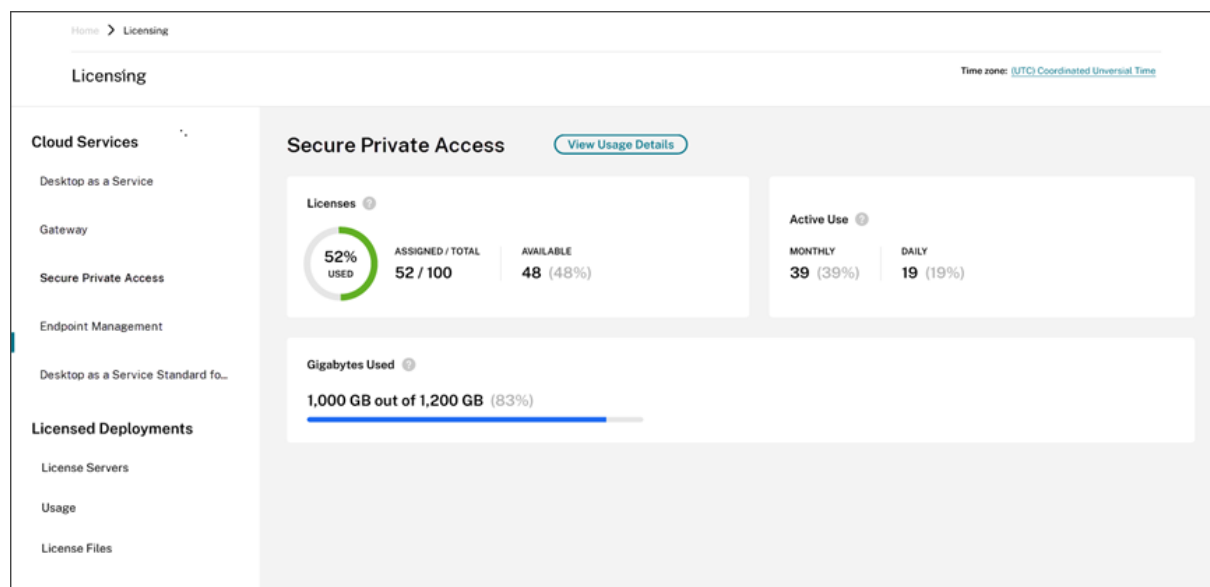 Home > Licensing
Licensing
Time zone: (UTC) Coordinated Unversial Time
Cloud Services
Desktop as a Service
Gateway
Secure Private Access
Endpoint Management
Desktop as a Service Standard fo...
Licensed Deployments
License Servers
Usage
License Files
Secure Private Access
View Usage Details
Licenses ?
52%
USED
ASSIGNED / TOTAL
52 / 100
AVAILABLE
48 (48%)
Active Use ?
MONTHLY
39 (39%)
DAILY
19 (19%)
Gigabytes Used ?
1,000 GB out of 1,200 GB (83%)